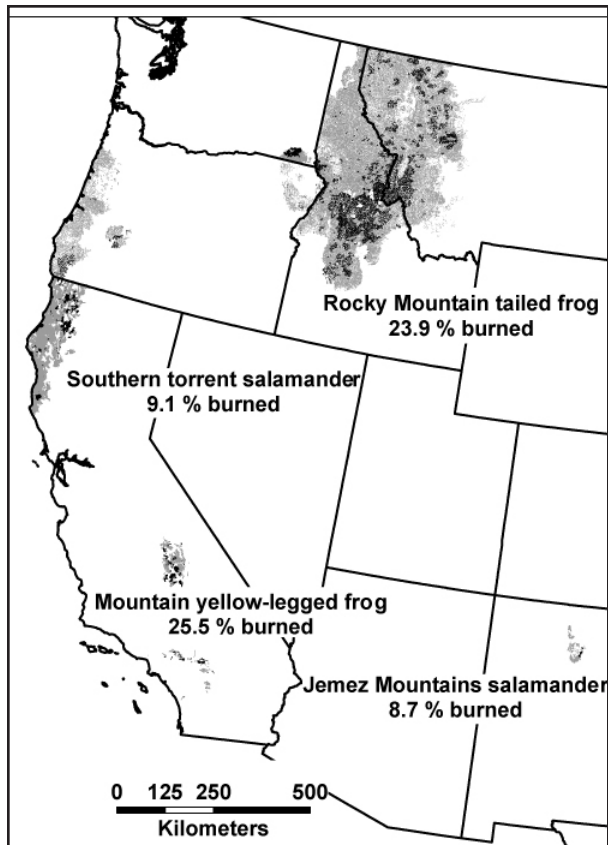 Rocky Mountain tailed frog
23.9 % burned
Southern torrent salamander
9.1 % burned
Mountain yellow-legged frog
25.5 % burned
Jemez Mountains salamander
8.7 % burned
0 125 250 500
Kilometers